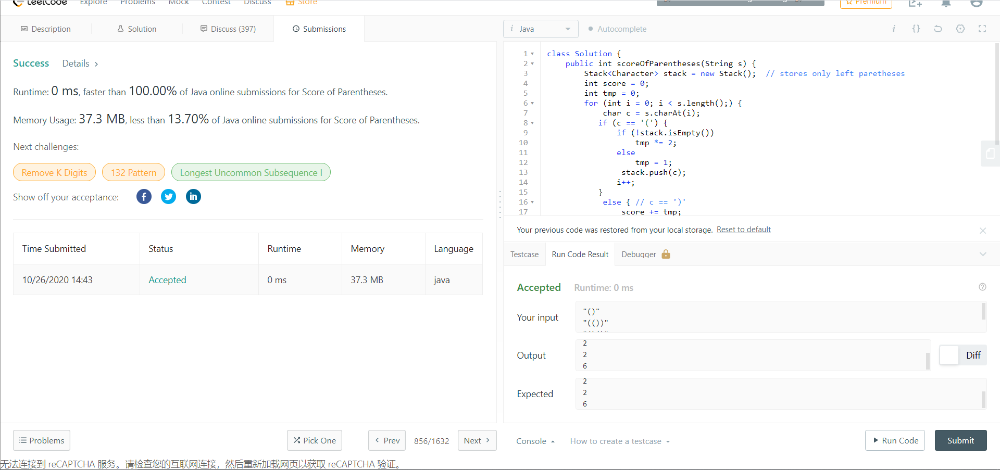 LeetCode Explore Problems Mock Contest Discuss Store Premium
Description Solution Discuss (397) Submissions
i Java Autocomplete i {}
Success Details >
Runtime: 0 ms, faster than 100.00% of Java online submissions for Score of Parentheses.
Memory Usage: 37.3 MB, less than 13.70% of Java online submissions for Score of Parentheses.
Next challenges:
Remove K Digits 132 Pattern Longest Uncommon Subsequence I
Show off your acceptance:
Time Submitted Status Runtime Memory Language
10/26/2020 14:43 Accepted 0 ms 37.3 MB java
Problems Pick One < Prev 856/1632 Next >
1 class Solution {
2 public int scoreOfParentheses(String s) {
3 Stack<Character> stack = new Stack(); // stores only left paretheses
4 int score = 0;
5 int tmp = 0;
6 for (int i = 0; i < s.length();) {
7 char c = s.charAt(i);
8 if (c == '(') {
9 if (!stack.isEmpty())
10 tmp *= 2;
11 else
12 tmp = 1;
13 stack.push(c);
14 i++;
15 }
16 else { // c == ')'
17 score += tmp;
Your previous code was restored from your local storage. Reset to default
Testcase Run Code Result Debugger
Accepted Runtime: 0 ms
Your input
"()"
"(())"
Output
2
2
6
Diff
Expected
2
2
6
Console How to create a testcase Run Code Submit
无法连接到 reCAPTCHA 服务。请检查您的互联网连接，然后重新加载网页以获取 reCAPTCHA 验证。